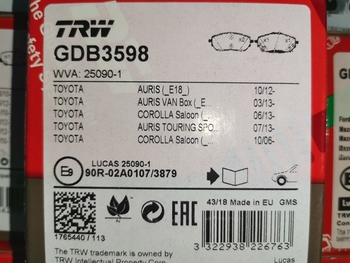 TRW
GDB3598
WVA: 25090-1
TOYOTA AURIS (_E18_) 10/12-
TOYOTA AURIS VAN Box (_E... 03/13-
TOYOTA COROLLA Saloon (_... 06/13-
TOYOTA AURIS TOURING SPO... 07/13-
TOYOTA COROLLA Saloon (_... 10/06-
LUCAS 25090-1
90R-02A0107/3879
EAC
43/18 Made in EU GMS
1765440 / 113
3 322938 226763
The TRW trademark is owned by
TRW Intellectual Property Corp.
Lucas